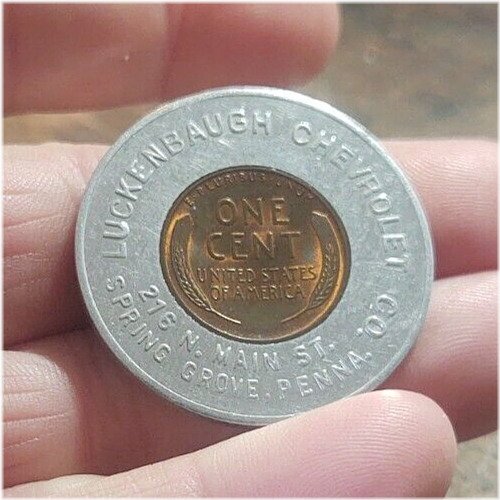 LUCKENBAUGH CHEVROLET CO.
216 N. MAIN ST.
SPRING GROVE, PENNA.
E·PLURIBUS·UNUM
ONE
CENT
UNITED STATES
OF AMERICA